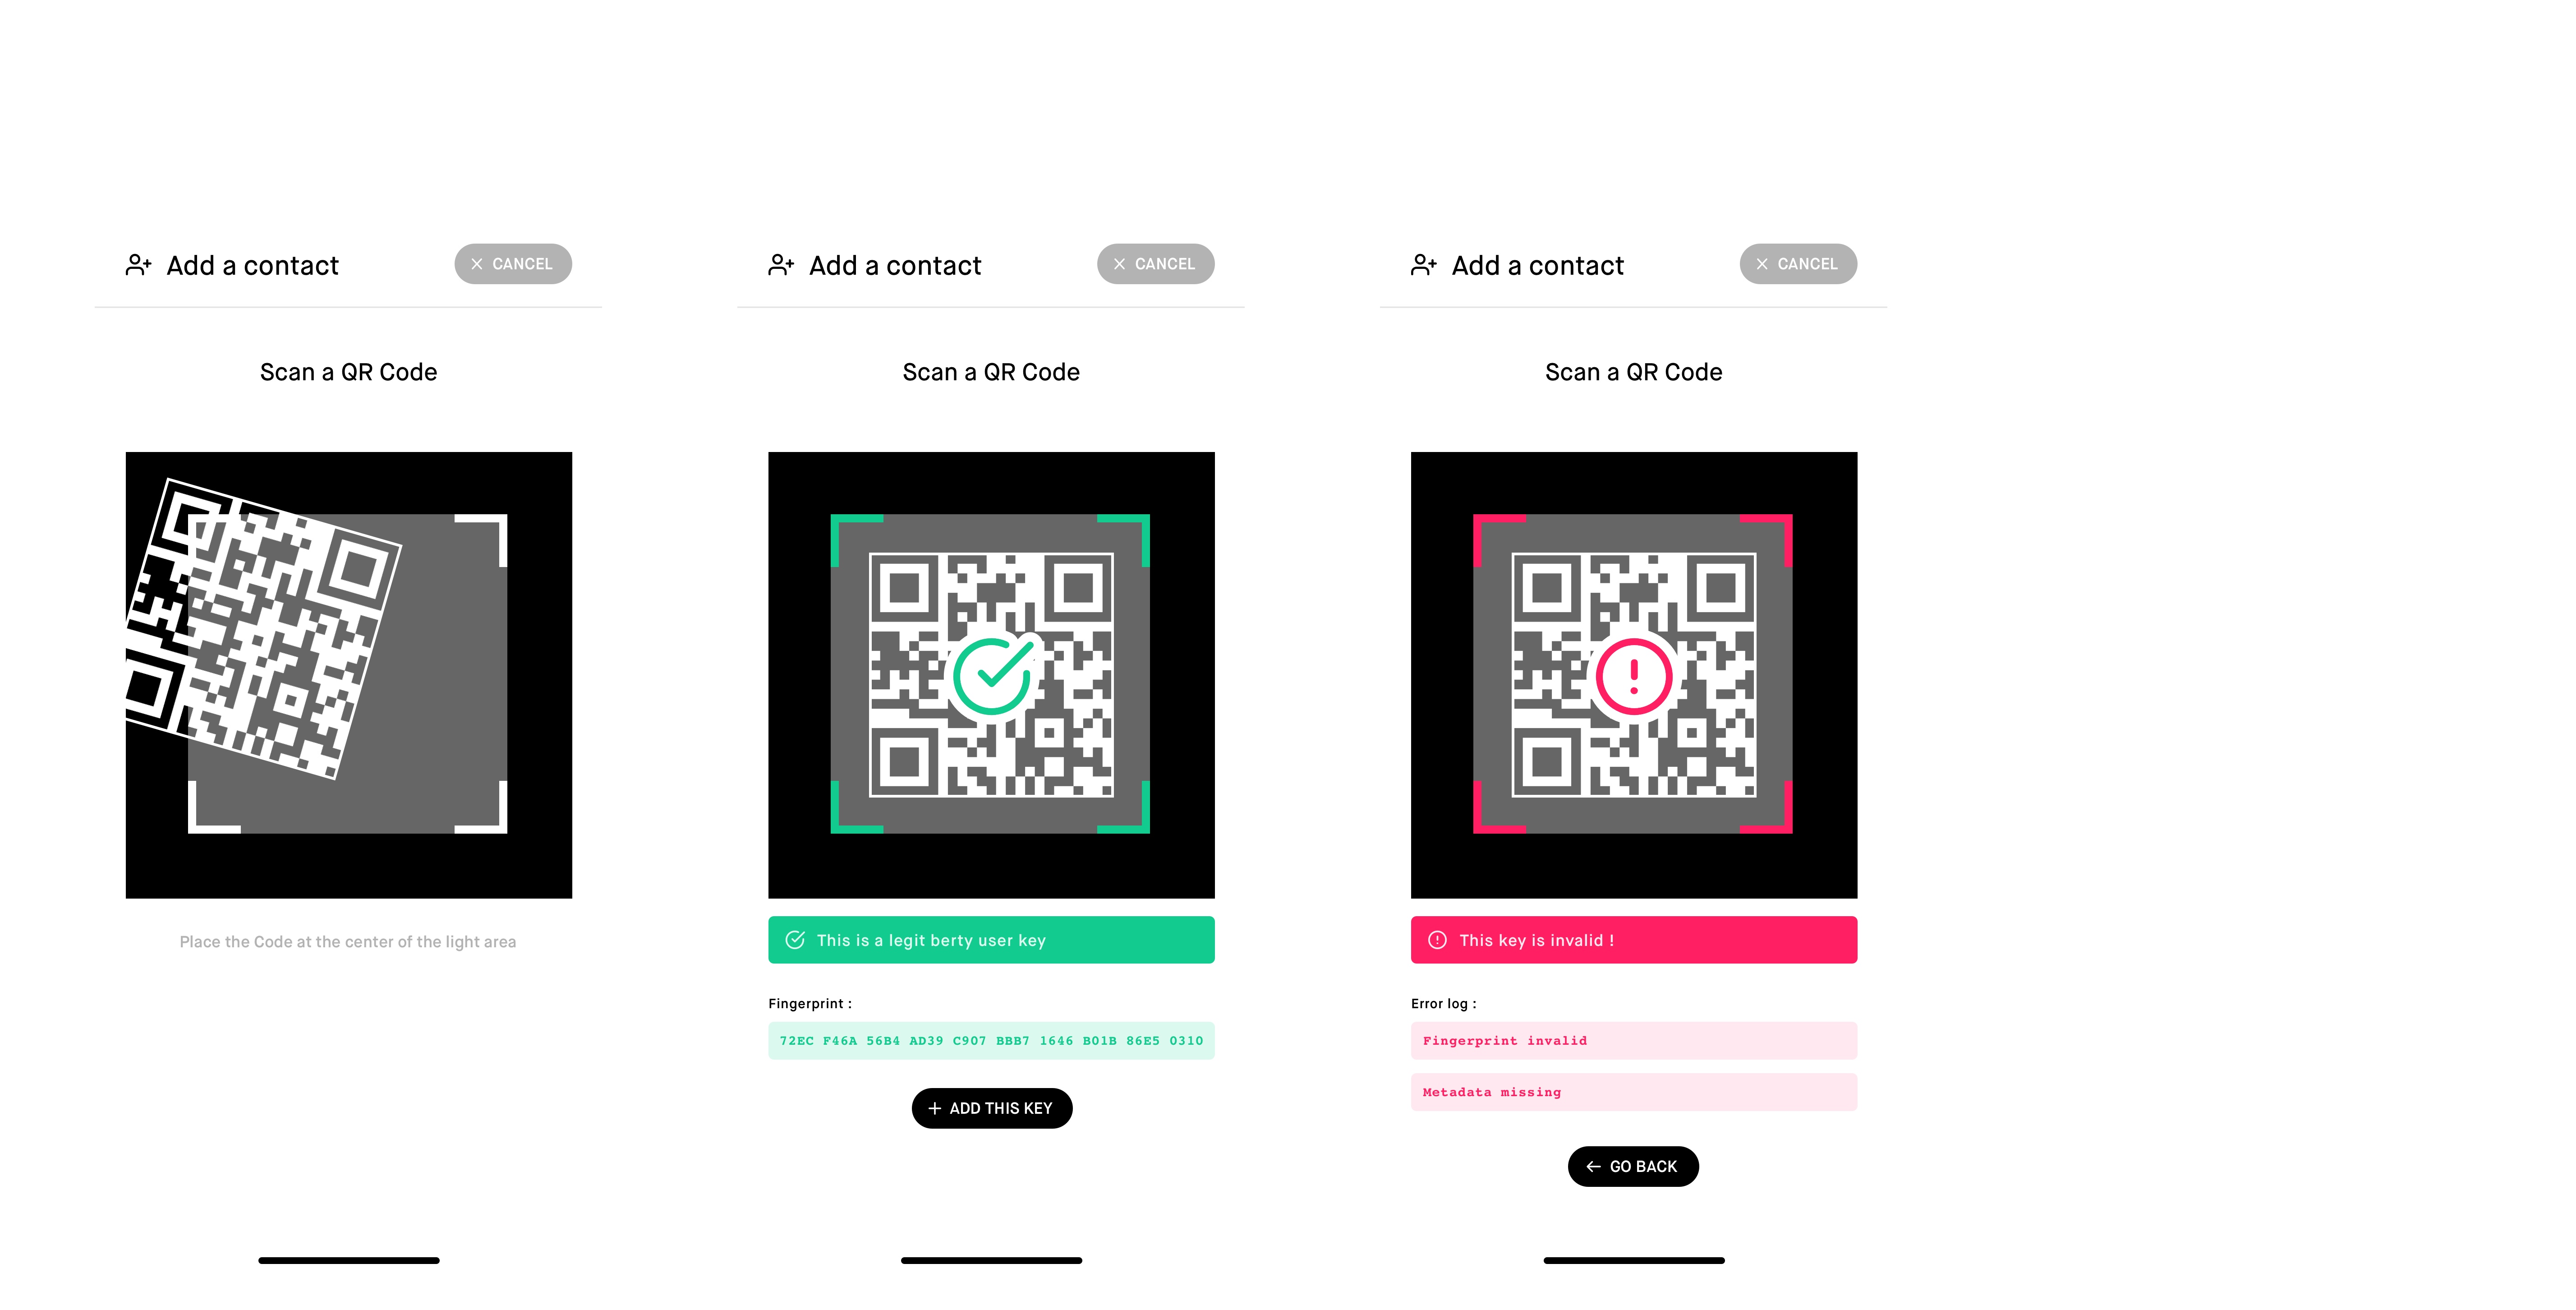 Add a contact
CANCEL
Scan a QR Code
Place the Code at the center of the light area
Add a contact
CANCEL
Scan a QR Code
This is a legit berty user key
Fingerprint :
72EC F46A 56B4 AD39 C907 BBB7 1646 B01B 86E5 0310
ADD THIS KEY
Add a contact
CANCEL
Scan a QR Code
This key is invalid !
Error log :
Fingerprint invalid
Metadata missing
GO BACK